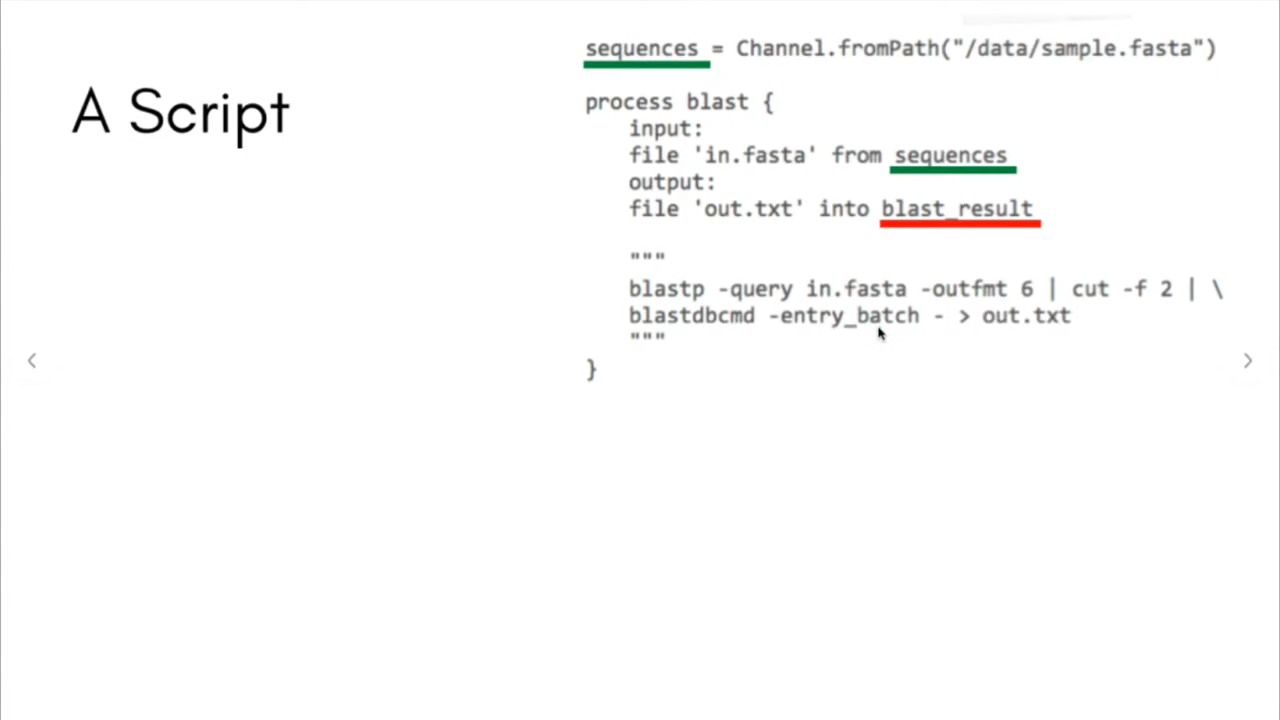 A Script
sequences = Channel.fromPath("/data/sample.fasta")
process blast {
input:
file 'in.fasta' from sequences
output:
file 'out.txt' into blast_result
"""
blastp -query in.fasta -outfmt 6 | cut -f 2 | \
blastdbcmd -entry_batch - > out.txt
"""
}